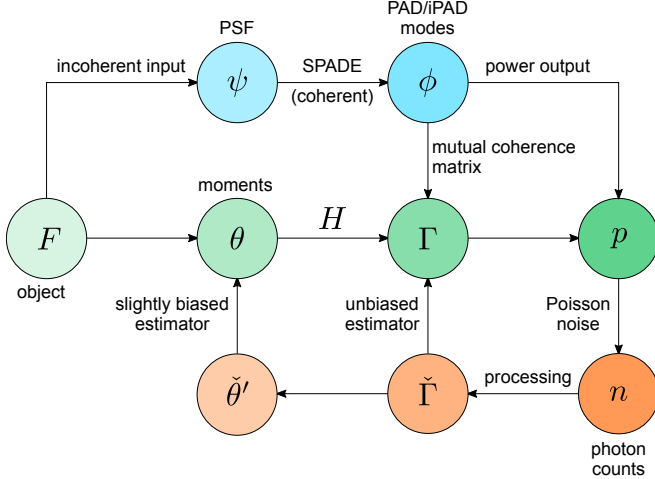 PAD/iPAD
PSF
modes
incoherent input
SPADE
power output
ψ
(coherent)
ϕ
mutual coherence
matrix
moments
H
F
θ
Γ
p
object
slightly biased
estimator
unbiased
estimator
Poisson
noise
processing
θ̌′
Γ̌
n
photon
counts